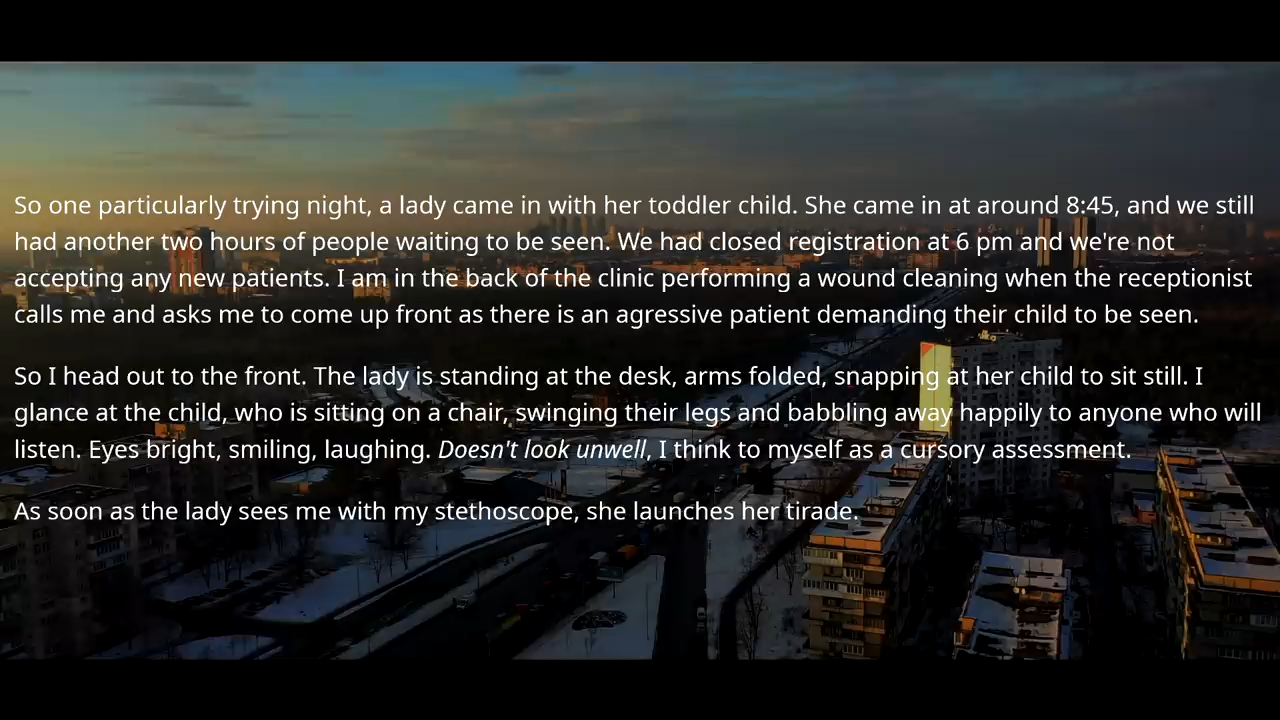 So one particularly trying night, a lady came in with her toddler child. She came in at around 8:45, and we still
had another two hours of people waiting to be seen. We had closed registration at 6 pm and we're not
accepting any new patients. I am in the back of the clinic performing a wound cleaning when the receptionist
calls me and asks me to come up front as there is an agressive patient demanding their child to be seen.
So I head out to the front. The lady is standing at the desk, arms folded, snapping at her child to sit still. I
glance at the child, who is sitting on a chair, swinging their legs and babbling away happily to anyone who will
listen. Eyes bright, smiling, laughing. Doesn't look unwell, I think to myself as a cursory assessment.
As soon as the lady sees me with my stethoscope, she launches her tirade.